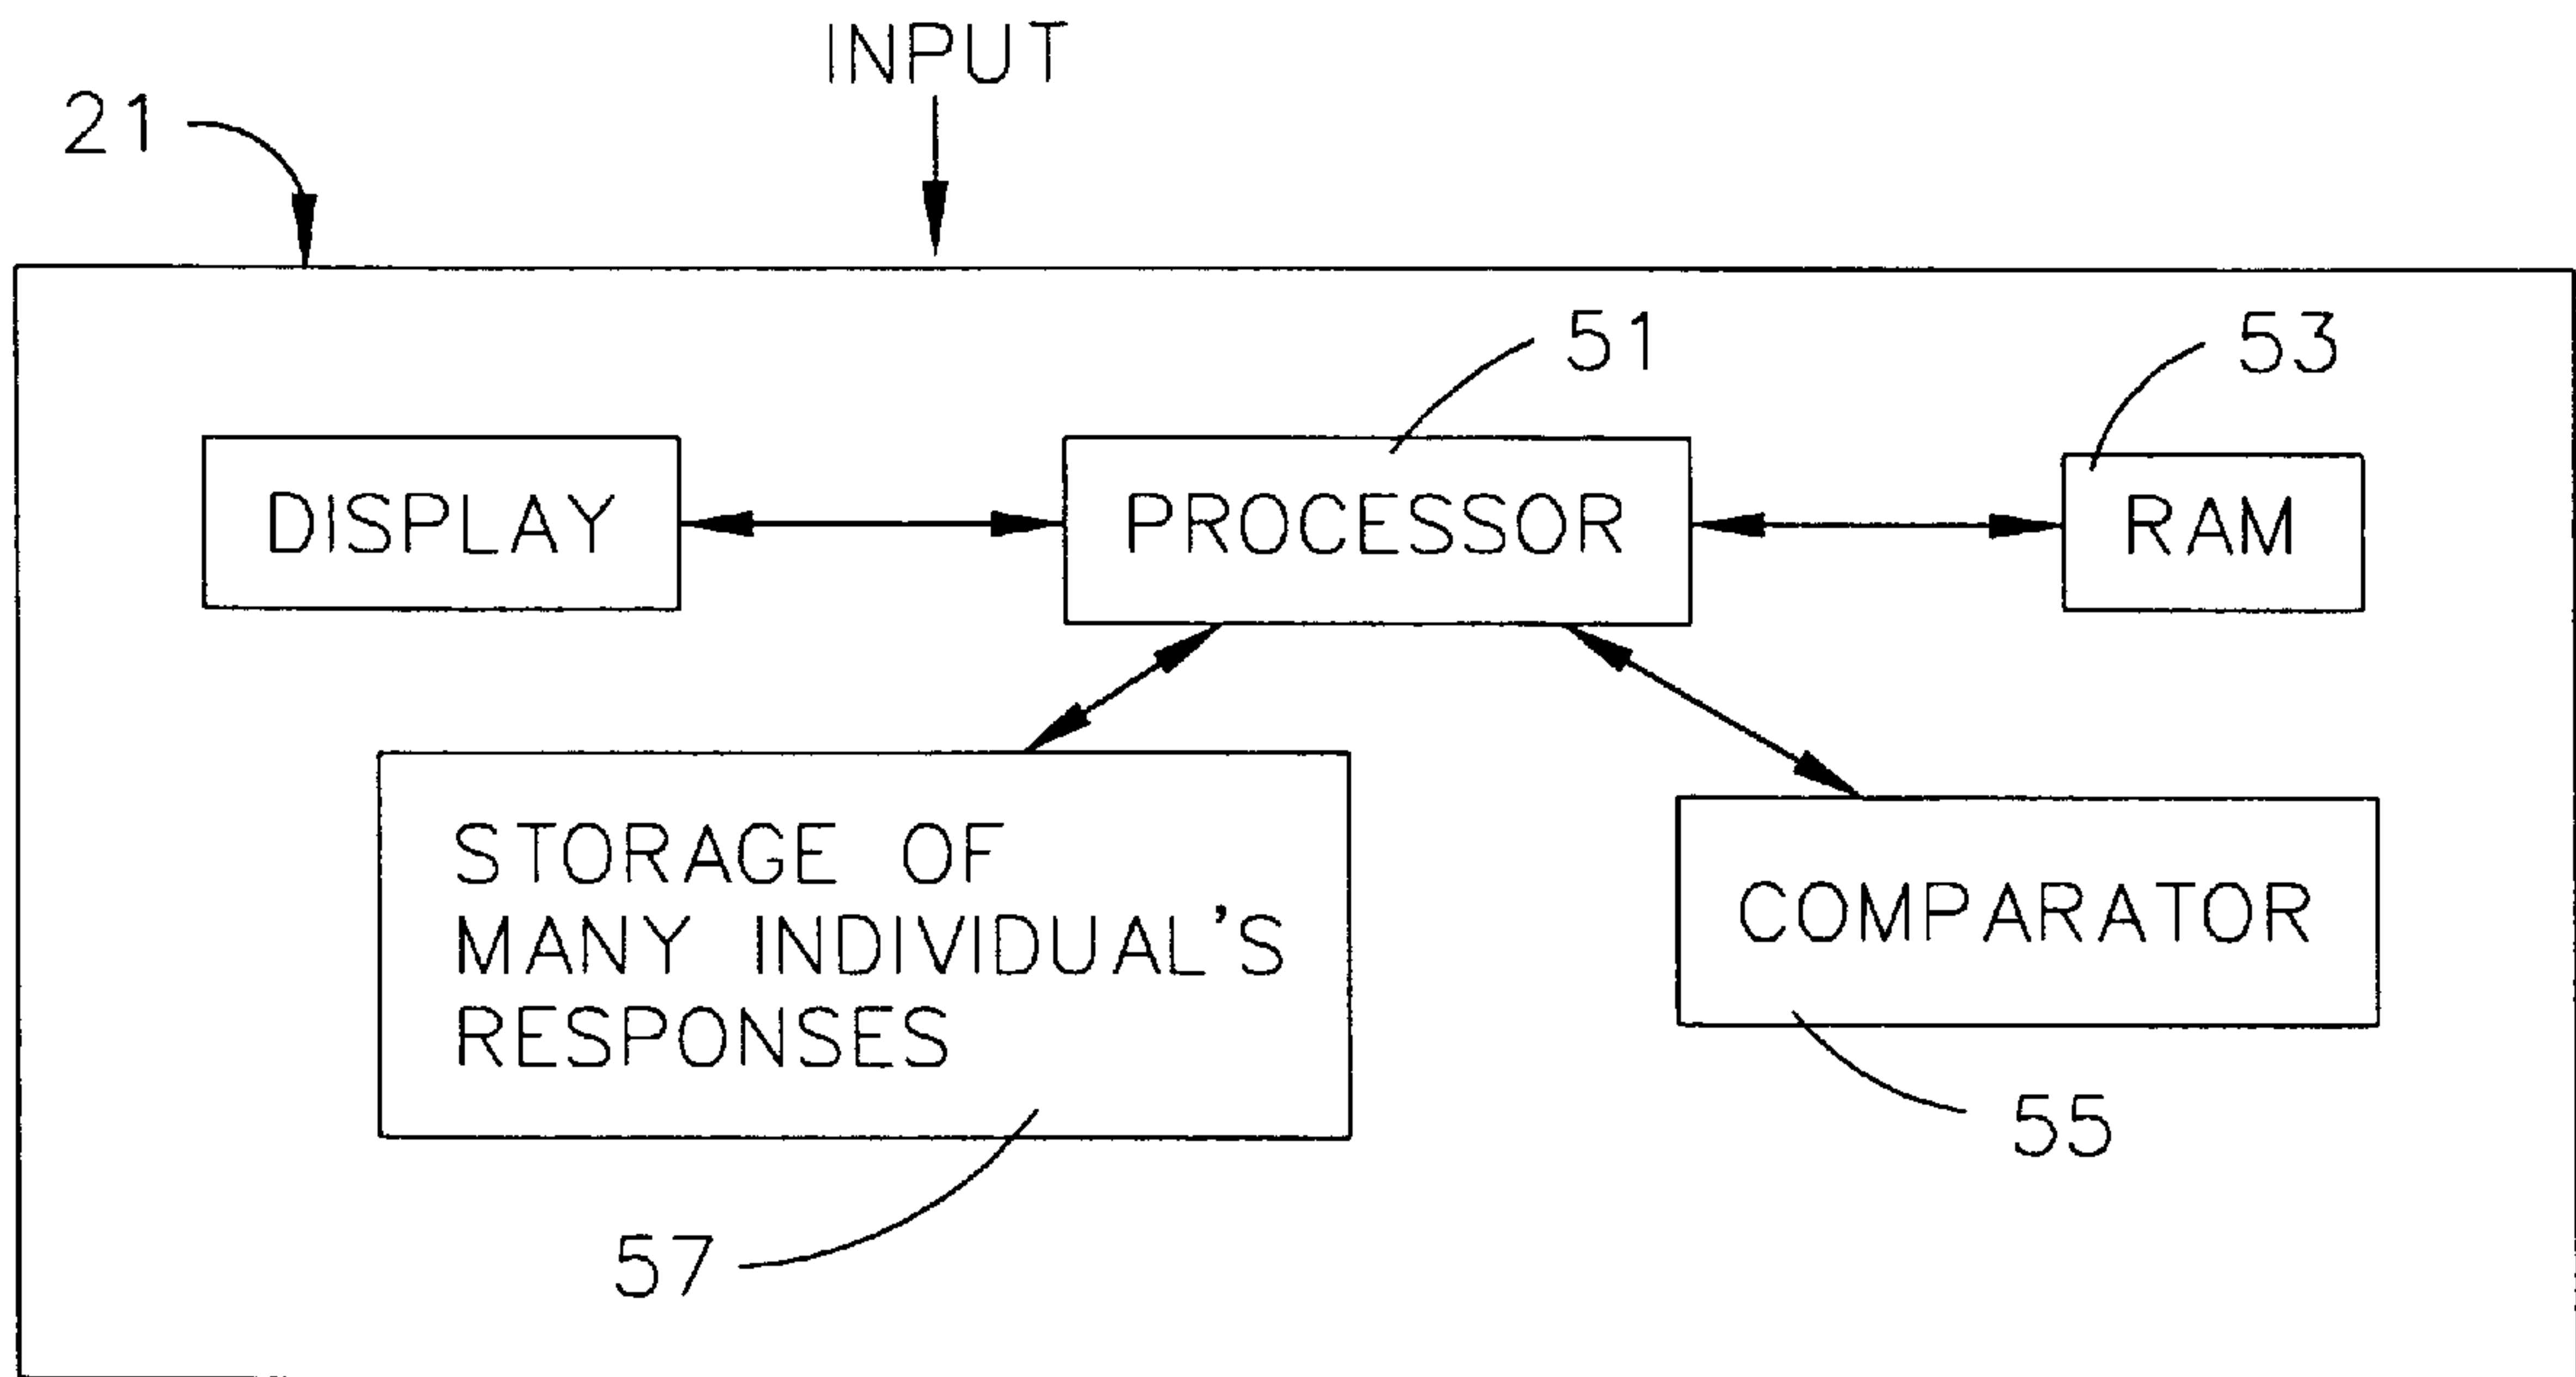 INPUT
21
51
53
DISPLAY
PROCESSOR
RAM
STORAGE OF
MANY INDIVIDUAL'S
RESPONSES
COMPARATOR
55
57